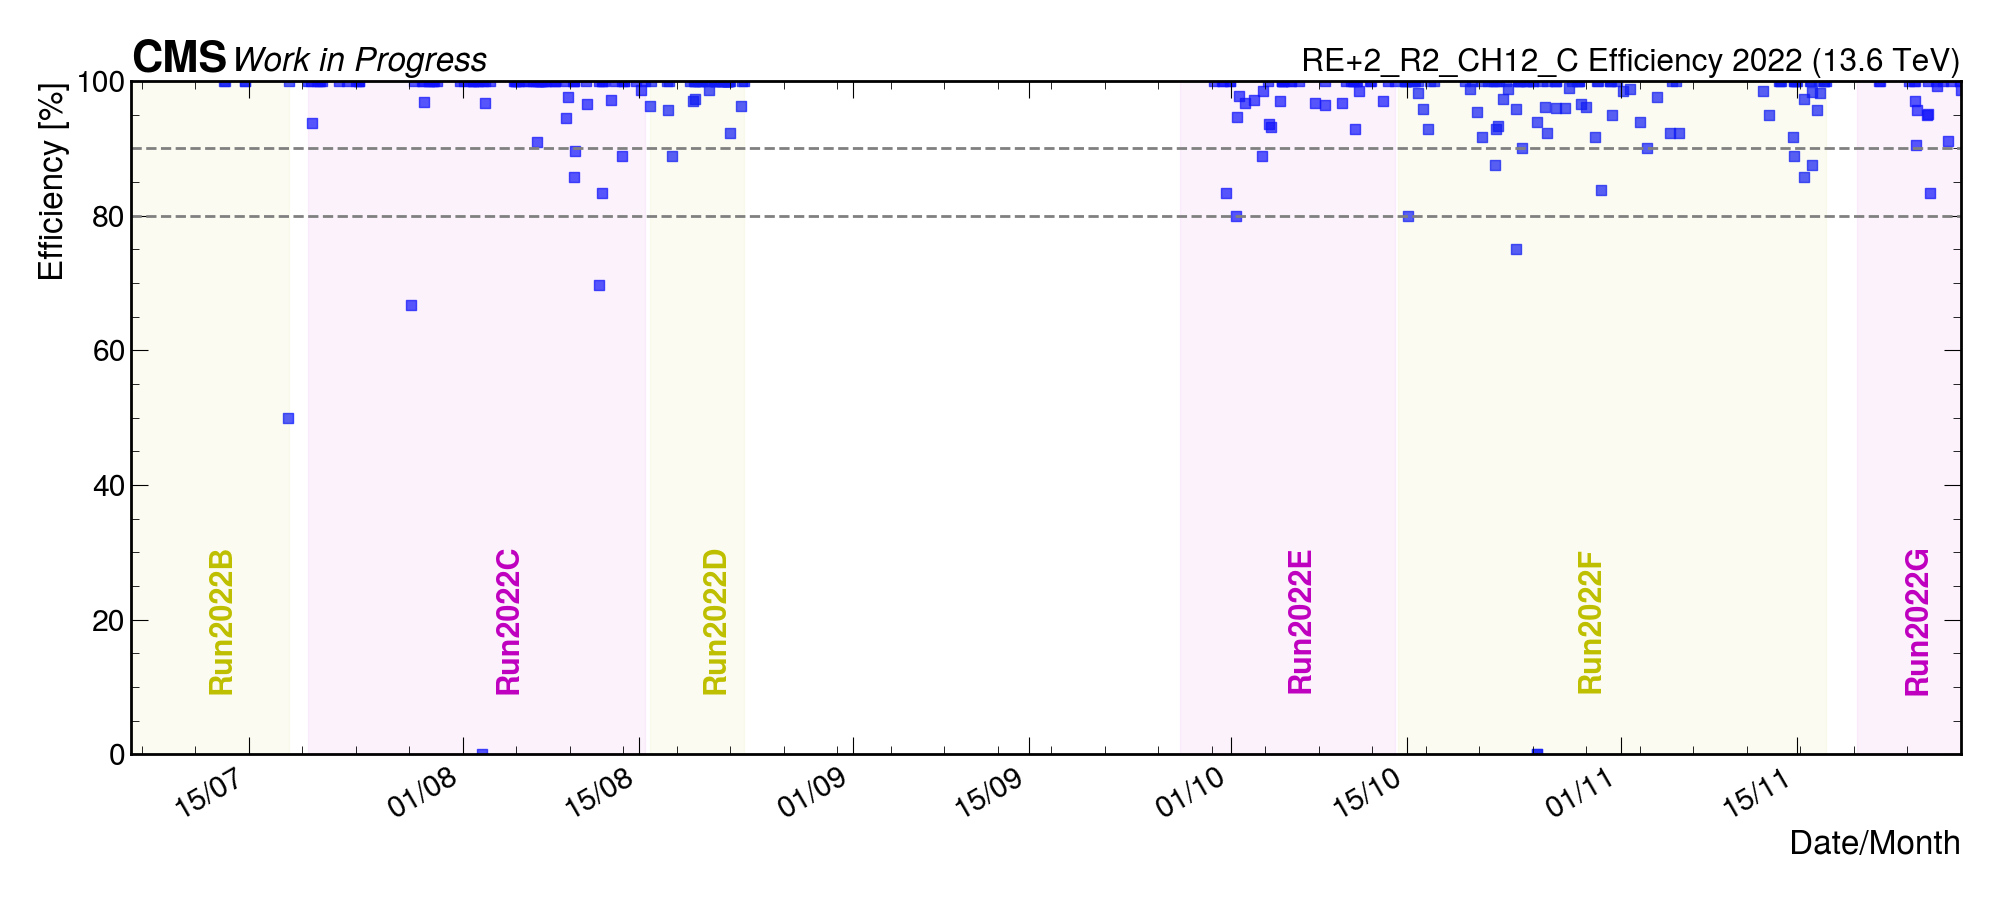 CMS Work in Progress
RE+2_R2_CH12_C Efficiency 2022 (13.6 TeV)
Efficiency [%]
100
80
60
40
20
0
Run2022B
Run2022C
Run2022D
Run2022E
Run2022F
Run2022G
15/07
01/08
15/08
01/09
15/09
01/10
15/10
01/11
15/11
Date/Month